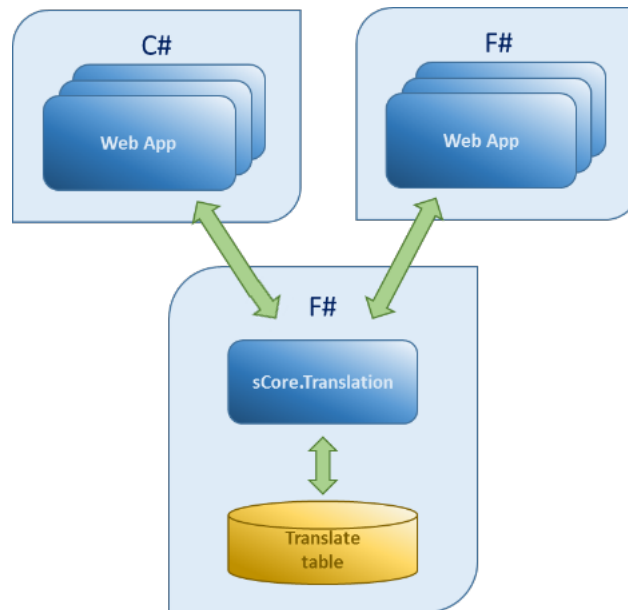 C#
F#
Web App
Web App
F#
sCore.Translation
Translate
table